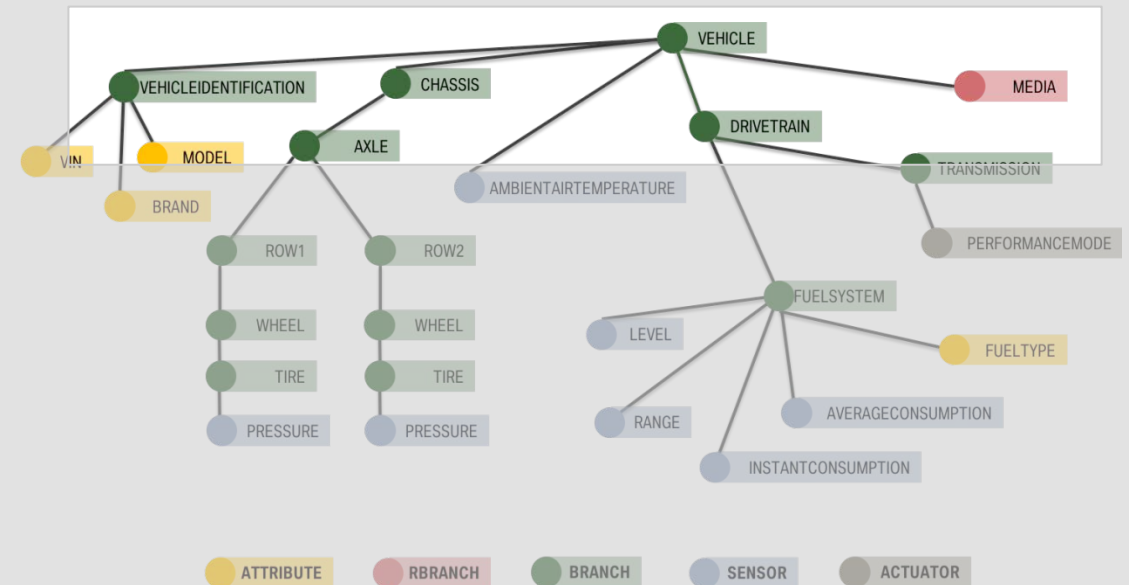 VEHICLE
VEHICLEIDENTIFICATION
CHASSIS
MEDIA
DRIVETRAIN
AXLE
VIN
MODEL
TRANSMISSION
AMBIENTAIRTEMPERATURE
BRAND
ROW1
ROW2
PERFORMANCEMODE
FUELSYSTEM
WHEEL
WHEEL
LEVEL
FUELTYPE
TIRE
TIRE
AVERAGECONSUMPTION
RANGE
PRESSURE
PRESSURE
INSTANTCONSUMPTION
ATTRIBUTE
RBRANCH
BRANCH
SENSOR
ACTUATOR